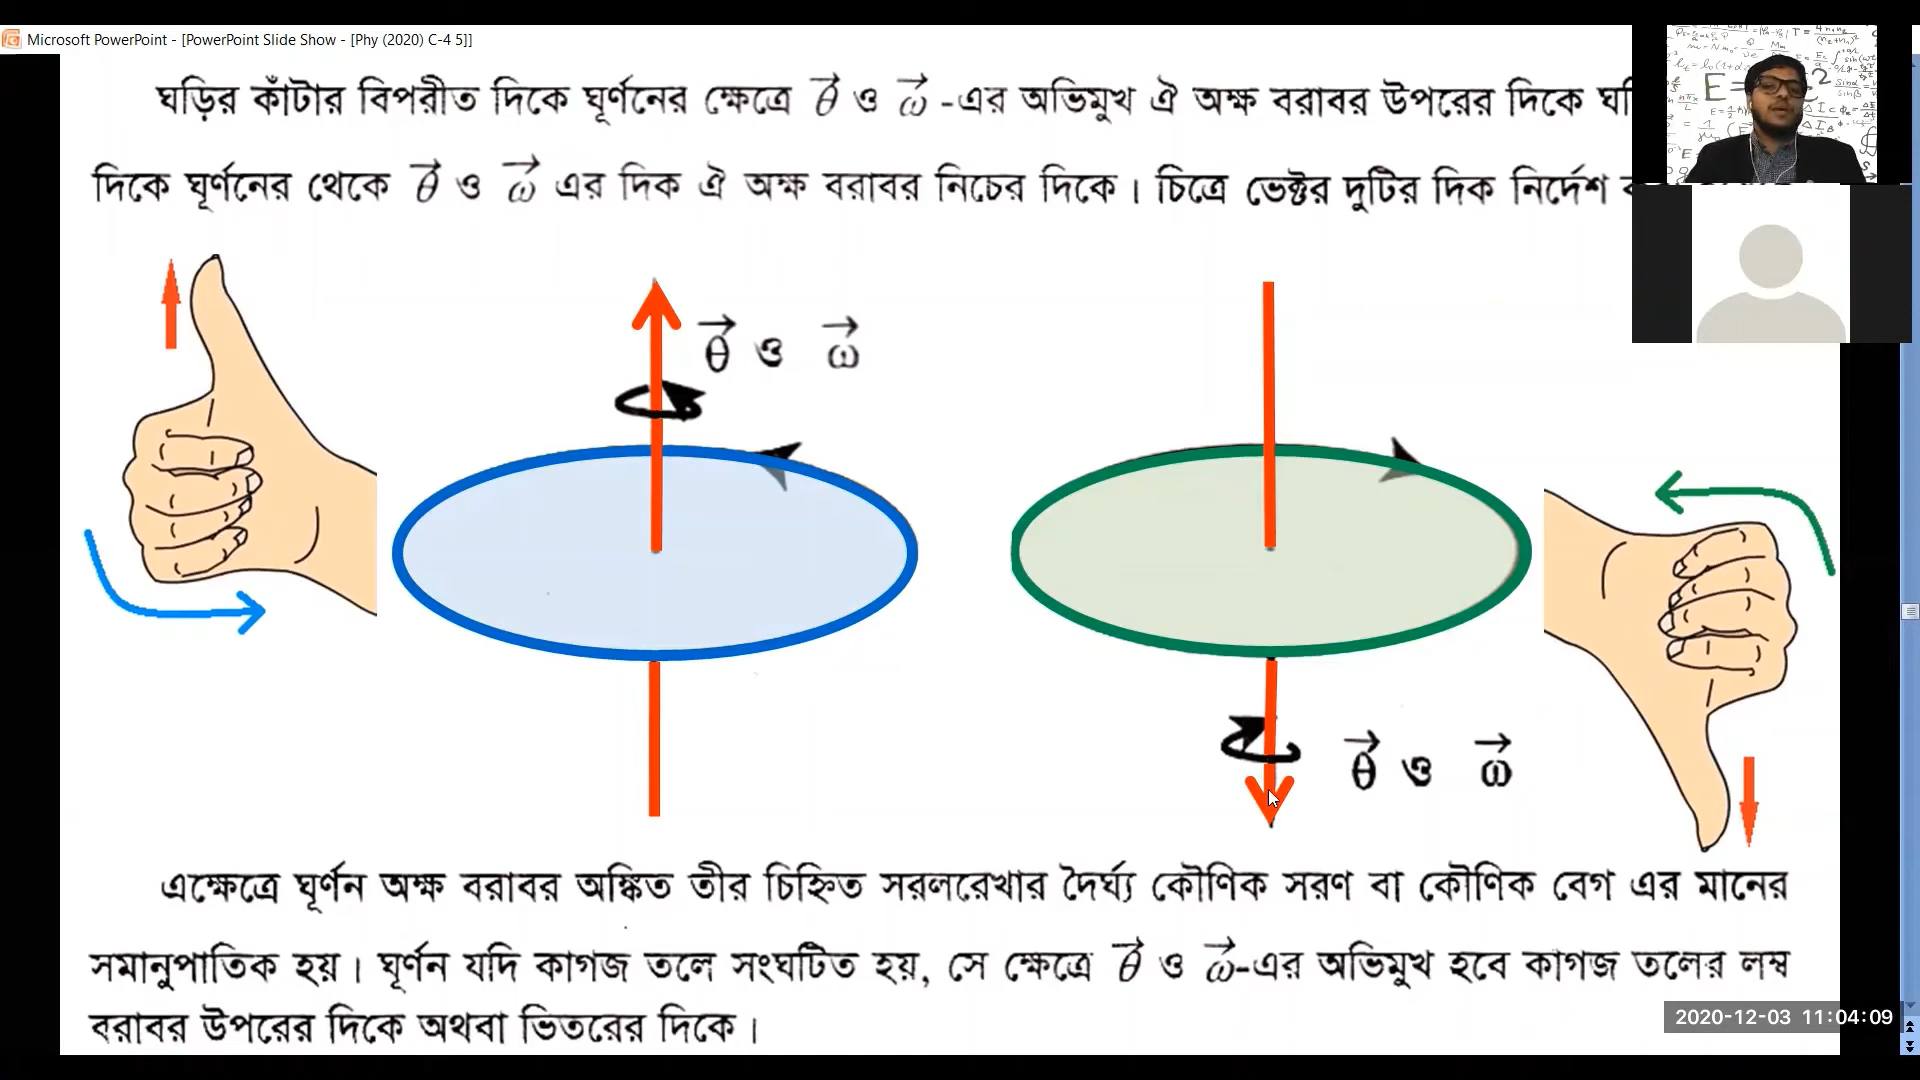 Microsoft PowerPoint - [PowerPoint Slide Show - [Phy (2020) C-4 5]]
ঘড়ির কাঁটার বিপরীত দিকে ঘূর্ণনের ক্ষেত্রে θ⃗ ও ω⃗ -এর অভিমুখ ঐ অক্ষ বরাবর উপরের দিকে
দিকে ঘূর্ণনের থেকে θ⃗ ও ω⃗ এর দিক ঐ অক্ষ বরাবর নিচের দিকে। চিত্রে ভেক্টর দুটির দিক নির্দেশ
θ⃗ ও ω⃗
θ⃗ ও ω⃗
এক্ষেত্রে ঘূর্ণন অক্ষ বরাবর অঙ্কিত তীর চিহ্নিত সরলরেখার দৈর্ঘ্য কৌণিক সরণ বা কৌণিক বেগ এর মানের
সমানুপাতিক হয়। ঘূর্ণন যদি কাগজ তলে সংঘটিত হয়, সে ক্ষেত্রে θ⃗ ও ω⃗-এর অভিমুখ হবে কাগজ তলের লম্ব
বরাবর উপরের দিকে অথবা ভিতরের দিকে।
2020-12-03 11:04:09